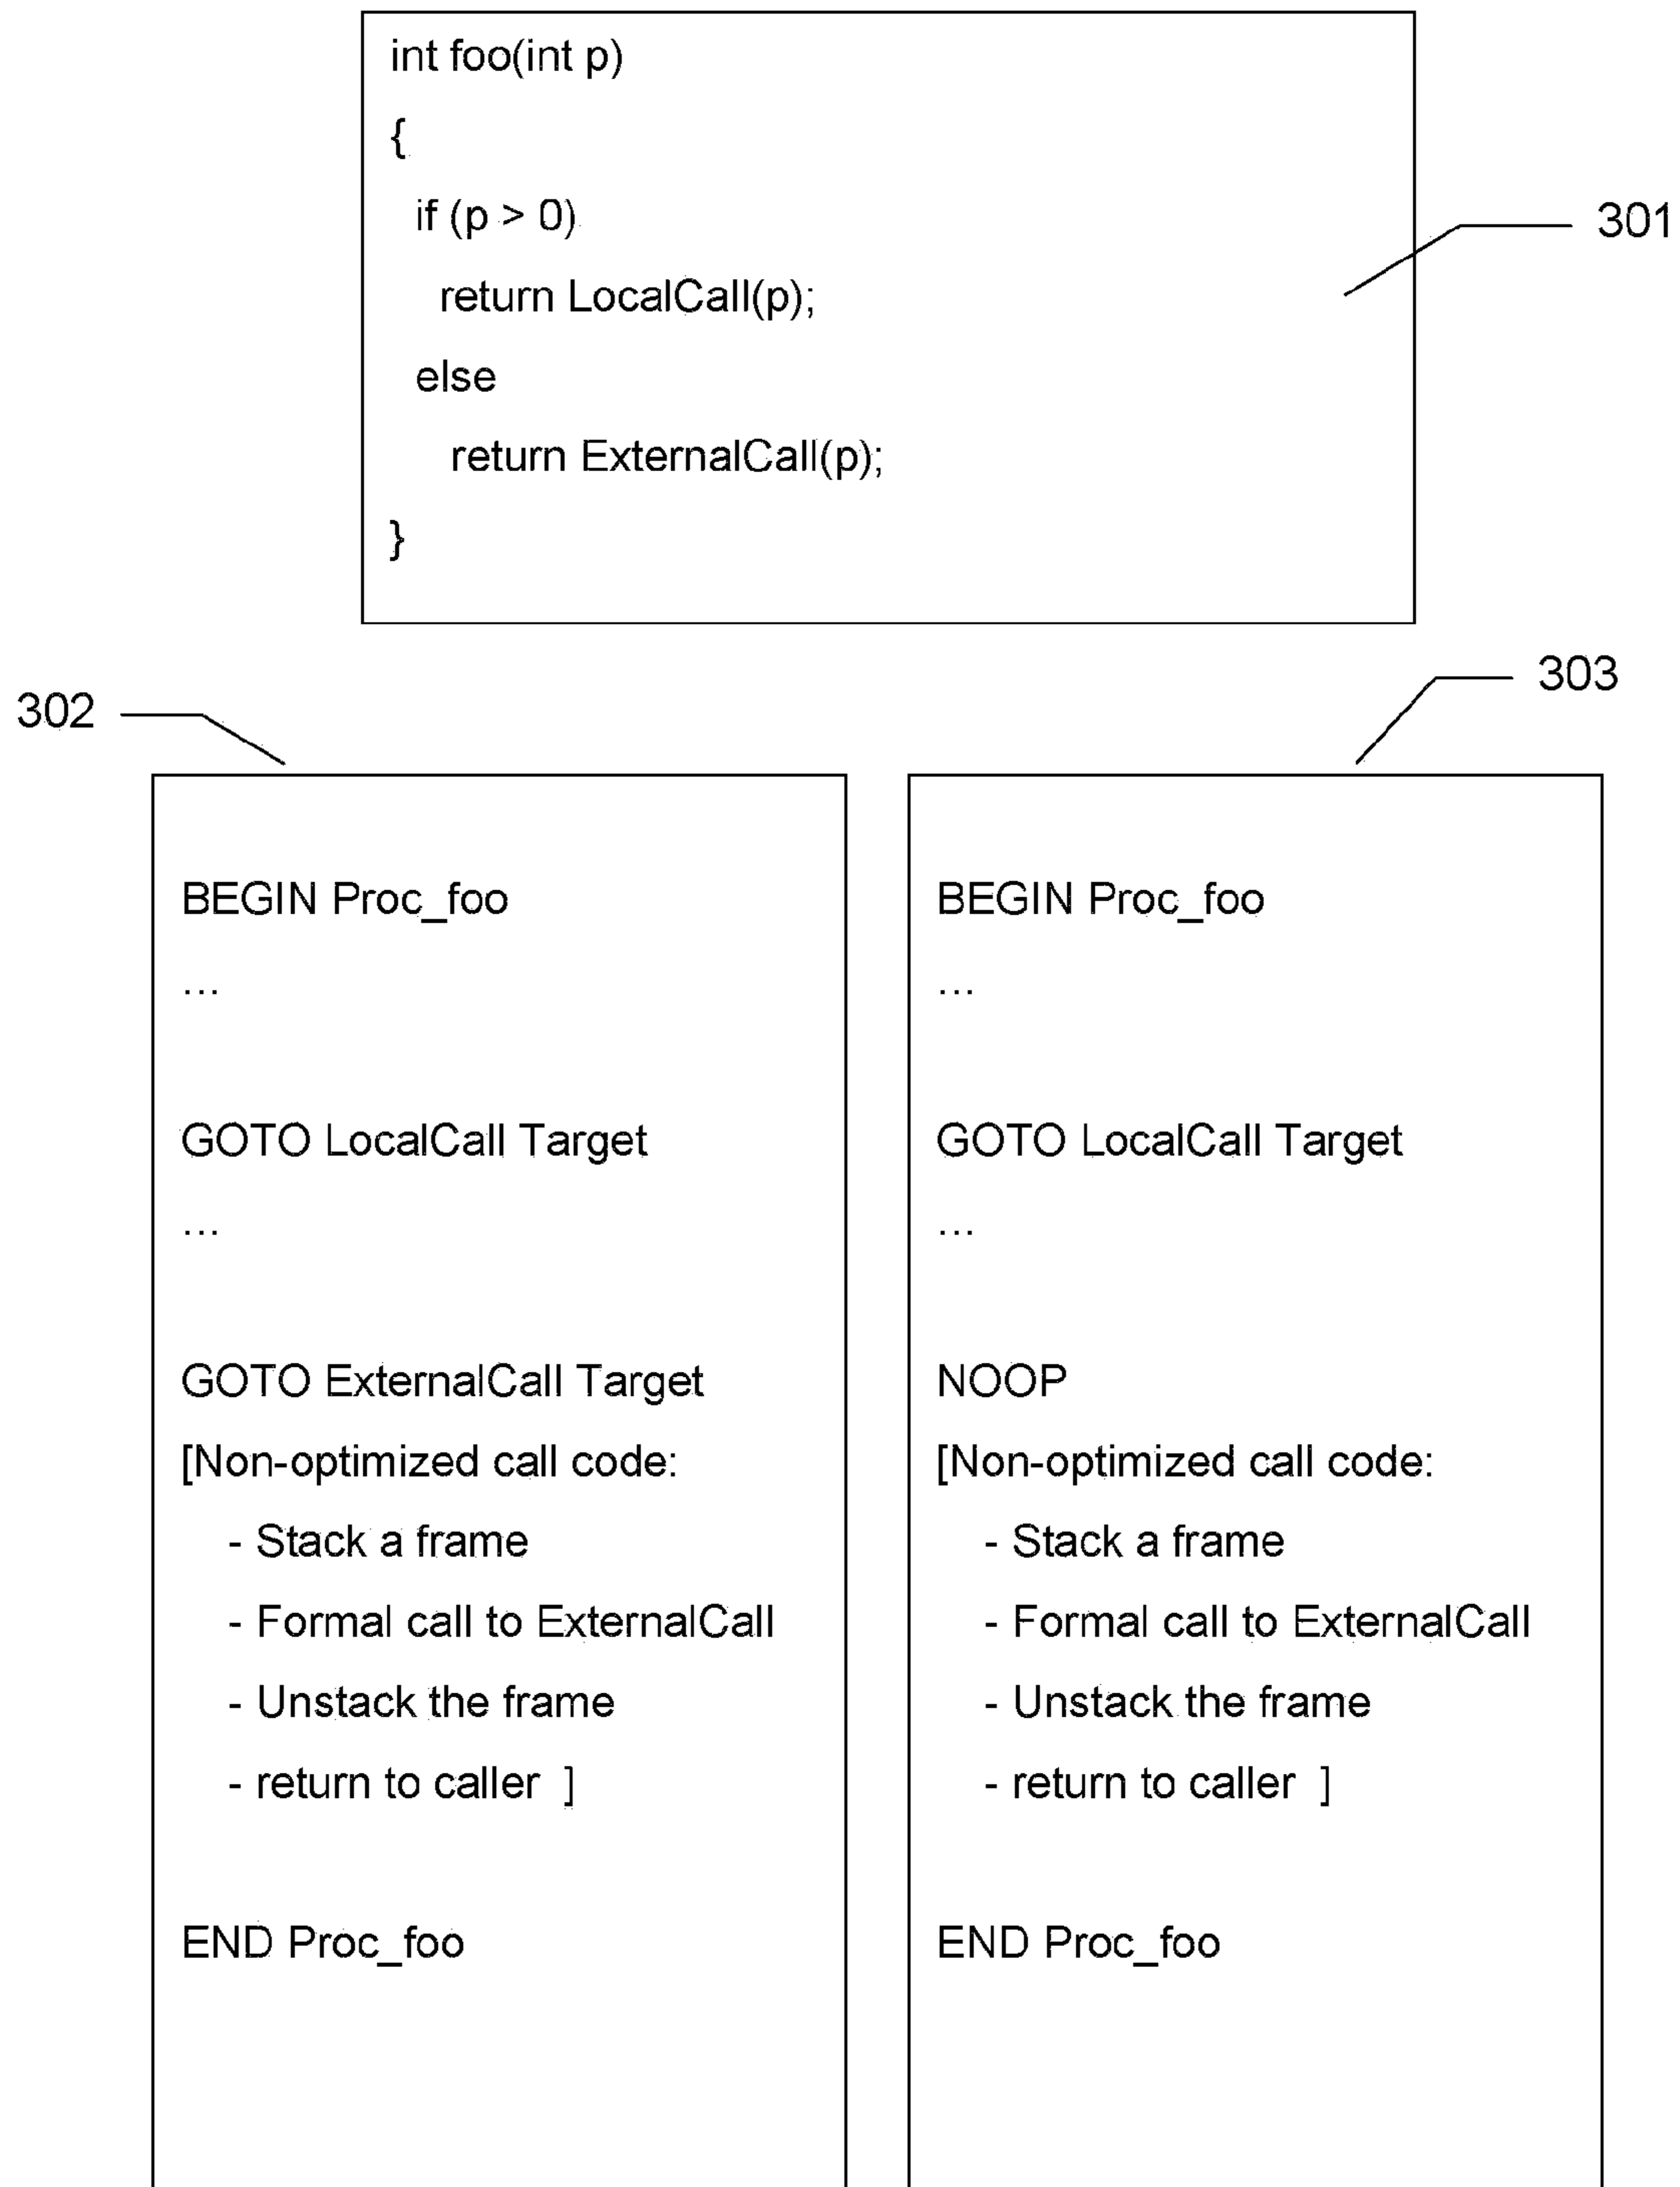 int foo(int p)
{
if (p > 0)
return LocalCall(p);
else
return ExternalCall(p);
}
301
302
303
BEGIN Proc_foo
...
GOTO LocalCall Target
...
GOTO ExternalCall Target
[Non-optimized call code:
- Stack a frame
- Formal call to ExternalCall
- Unstack the frame
- return to caller ]
END Proc_foo
BEGIN Proc_foo
...
GOTO LocalCall Target
...
NOOP
[Non-optimized call code:
- Stack a frame
- Formal call to ExternalCall
- Unstack the frame
- return to caller ]
END Proc_foo